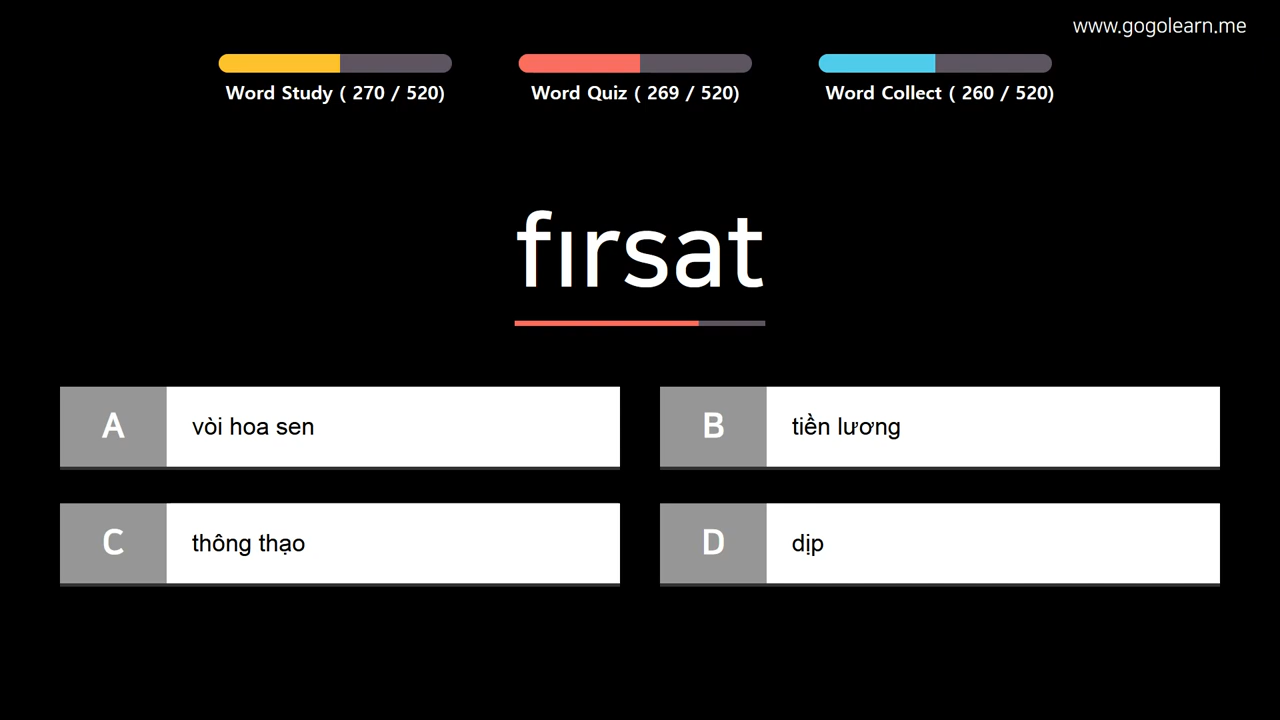 www.gogolearn.me
Word Study ( 270 / 520)
Word Quiz ( 269 / 520)
Word Collect ( 260 / 520)
fırsat
A vòi hoa sen
B tiền lương
C thông thạo
D dịp